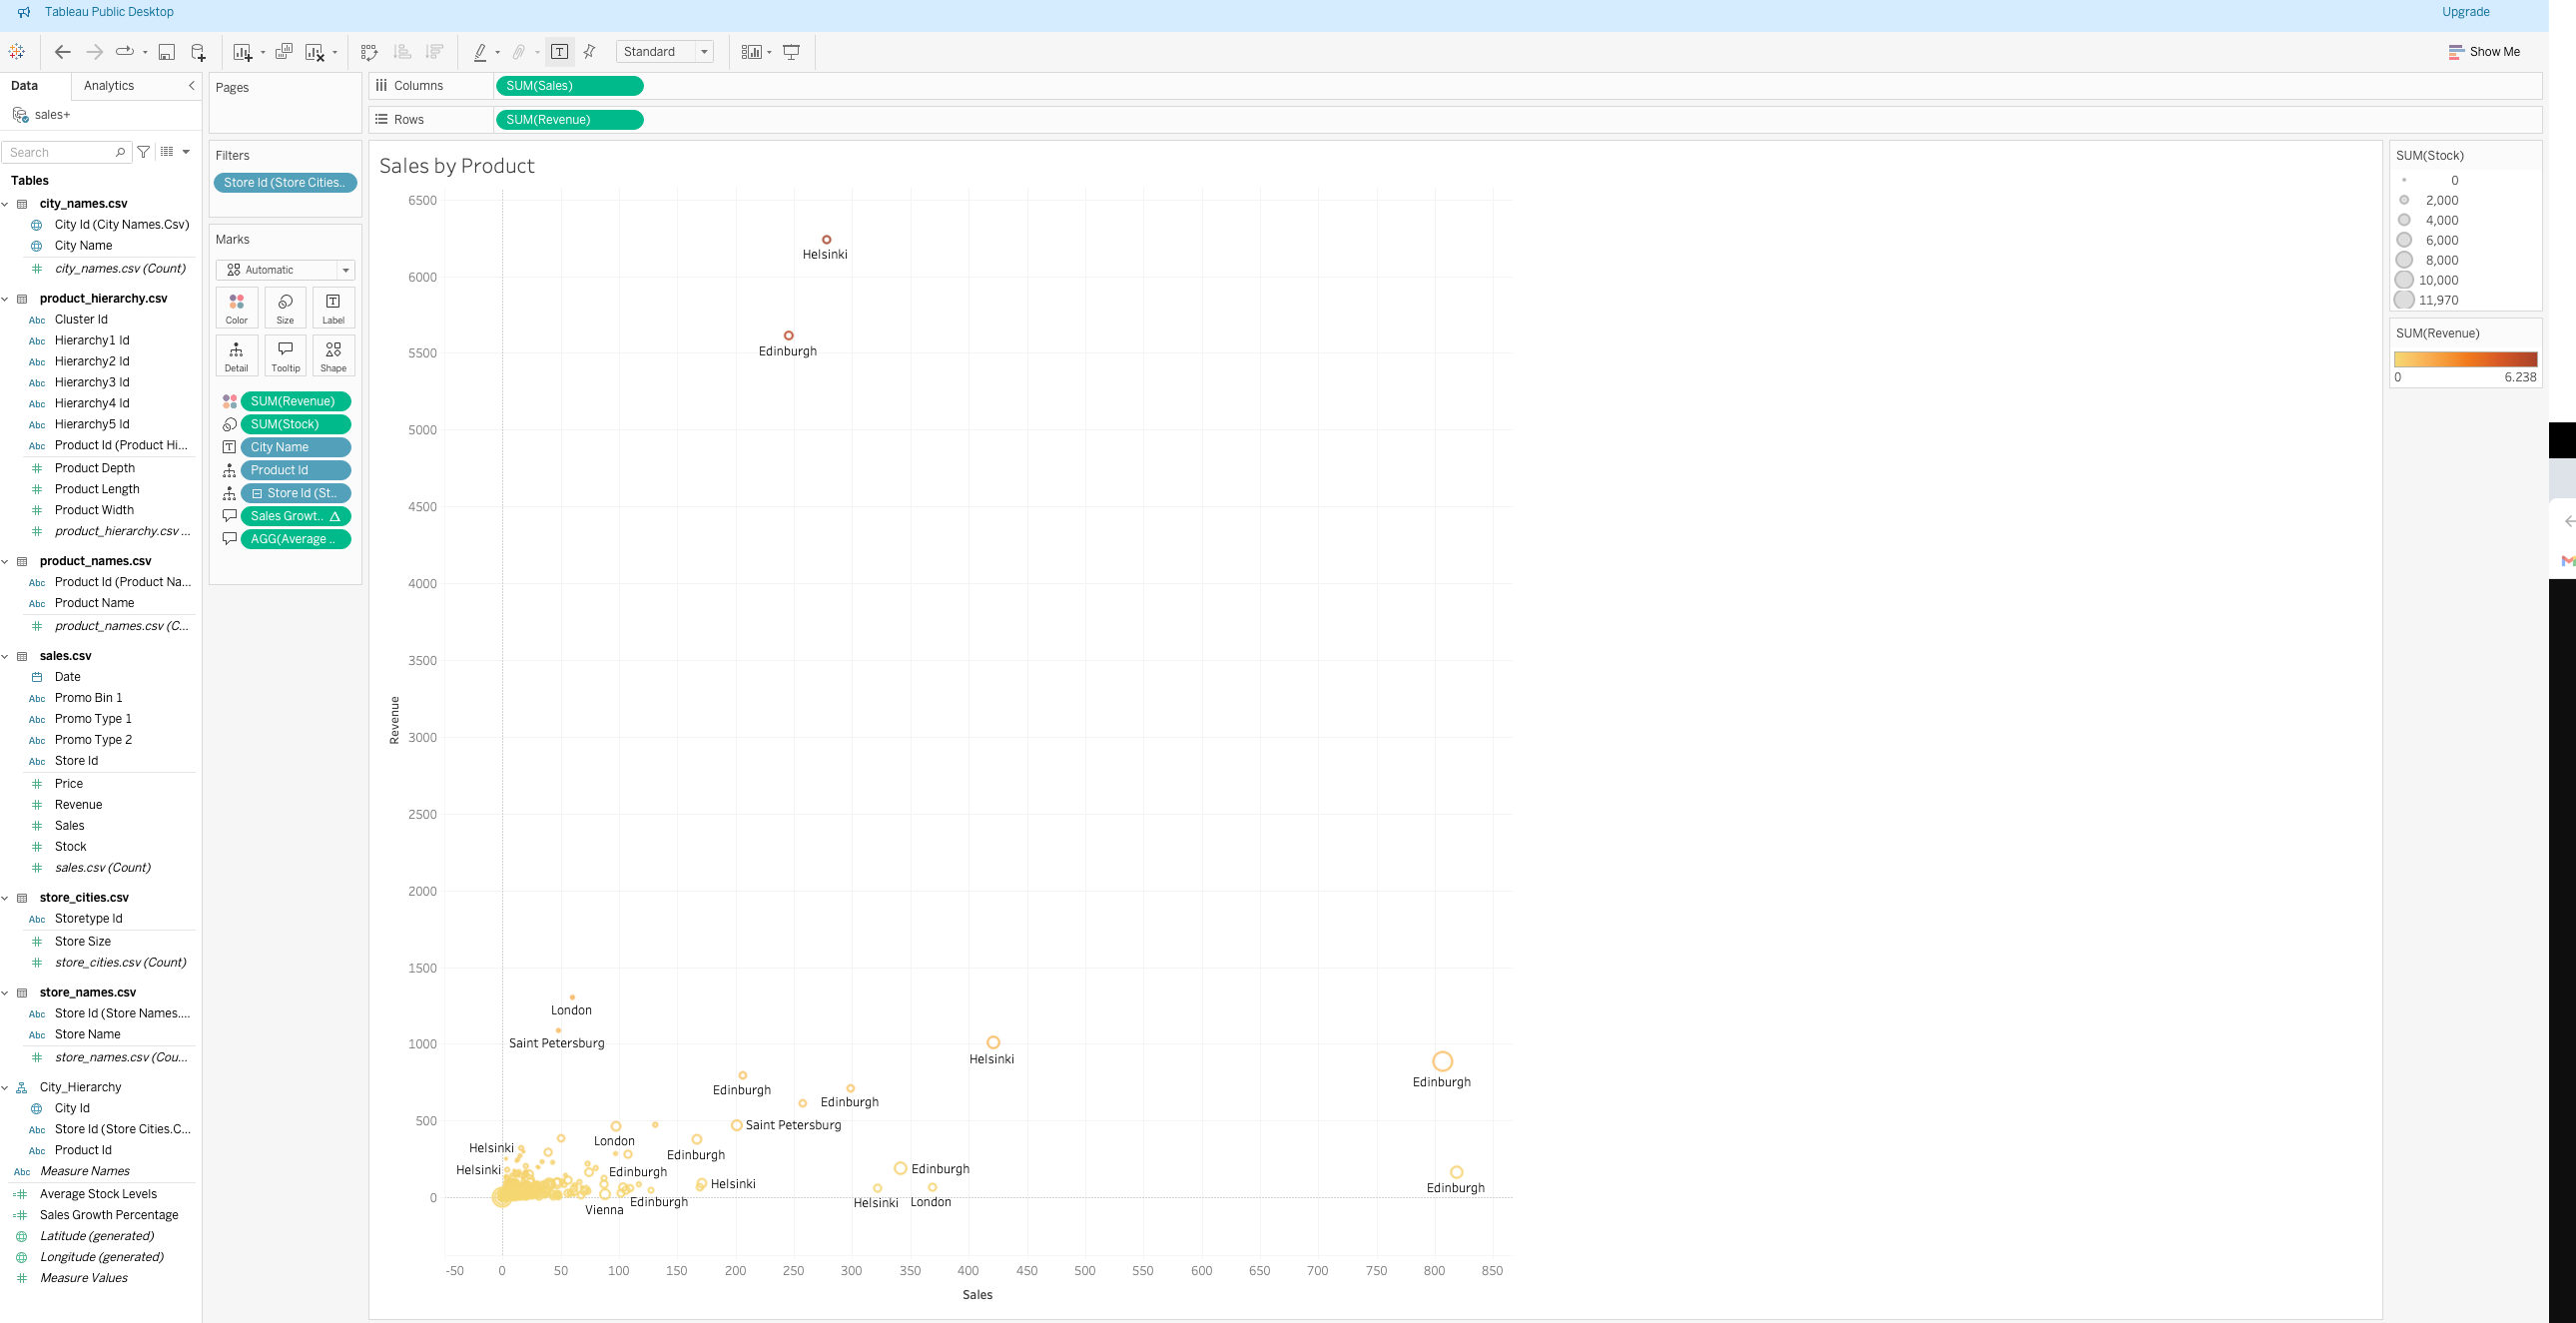 Tableau Public Desktop
Upgrade
Standard
Show Me
Data
Analytics
sales+
Search
Tables
city_names.csv
City Id (City Names.Csv)
City Name
city_names.csv (Count)
product_hierarchy.csv
Cluster Id
Hierarchy1 Id
Hierarchy2 Id
Hierarchy3 Id
Hierarchy4 Id
Hierarchy5 Id
Product Id (Product Hi...
Product Depth
Product Length
Product Width
product_hierarchy.csv ...
product_names.csv
Product Id (Product Na...
Product Name
product_names.csv (C...
sales.csv
Date
Promo Bin 1
Promo Type 1
Promo Type 2
Store Id
Price
Revenue
Sales
Stock
sales.csv (Count)
store_cities.csv
Storetype Id
Store Size
store_cities.csv (Count)
store_names.csv
Store Id (Store Names....
Store Name
store_names.csv (Cou...
City_Hierarchy
City Id
Store Id (Store Cities.C...
Product Id
Measure Names
Average Stock Levels
Sales Growth Percentage
Latitude (generated)
Longitude (generated)
Measure Values
Pages
Filters
Store Id (Store Cities..
Marks
Automatic
Color
Size
Label
Detail
Tooltip
Shape
SUM(Revenue)
SUM(Stock)
City Name
Product Id
Store Id (St..
Sales Growt..
AGG(Average ..
Columns
SUM(Sales)
Rows
SUM(Revenue)
Sales by Product
6500
6000
5500
5000
4500
4000
3500
3000
2500
2000
1500
1000
500
0
Revenue
Helsinki
Edinburgh
London
Saint Petersburg
Helsinki
Edinburgh
Edinburgh
Edinburgh
Saint Petersburg
London
Helsinki
Edinburgh
Helsinki
Edinburgh
Edinburgh
Helsinki
Edinburgh
Helsinki
London
Edinburgh
Vienna
-50
0
50
100
150
200
250
300
350
400
450
500
550
600
650
700
750
800
850
Sales
SUM(Stock)
0
2,000
4,000
6,000
8,000
10,000
11,970
SUM(Revenue)
0
6.238